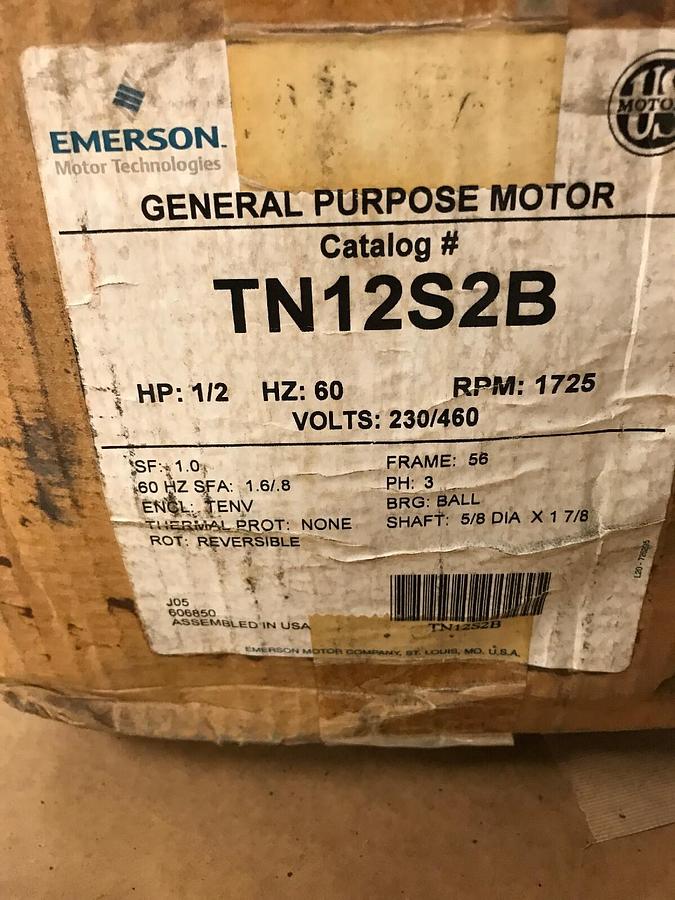 EMERSON.
Motor Technologies
US
MOTO
GENERAL PURPOSE MOTOR
Catalog #
TN12S2B
HP: 1/2 HZ: 60 RPM: 1725
VOLTS: 230/460
SF: 1.0
60 HZ SFA: 1.6/.8
ENCL: TENV
THERMAL PROT: NONE
ROT: REVERSIBLE
FRAME: 56
PH: 3
BRG: BALL
SHAFT: 5/8 DIA X 1 7/8
J05
606850
ASSEMBLED IN USA
TN12S2B
EMERSON MOTOR COMPANY, ST. LOUIS, MO. U.S.A.